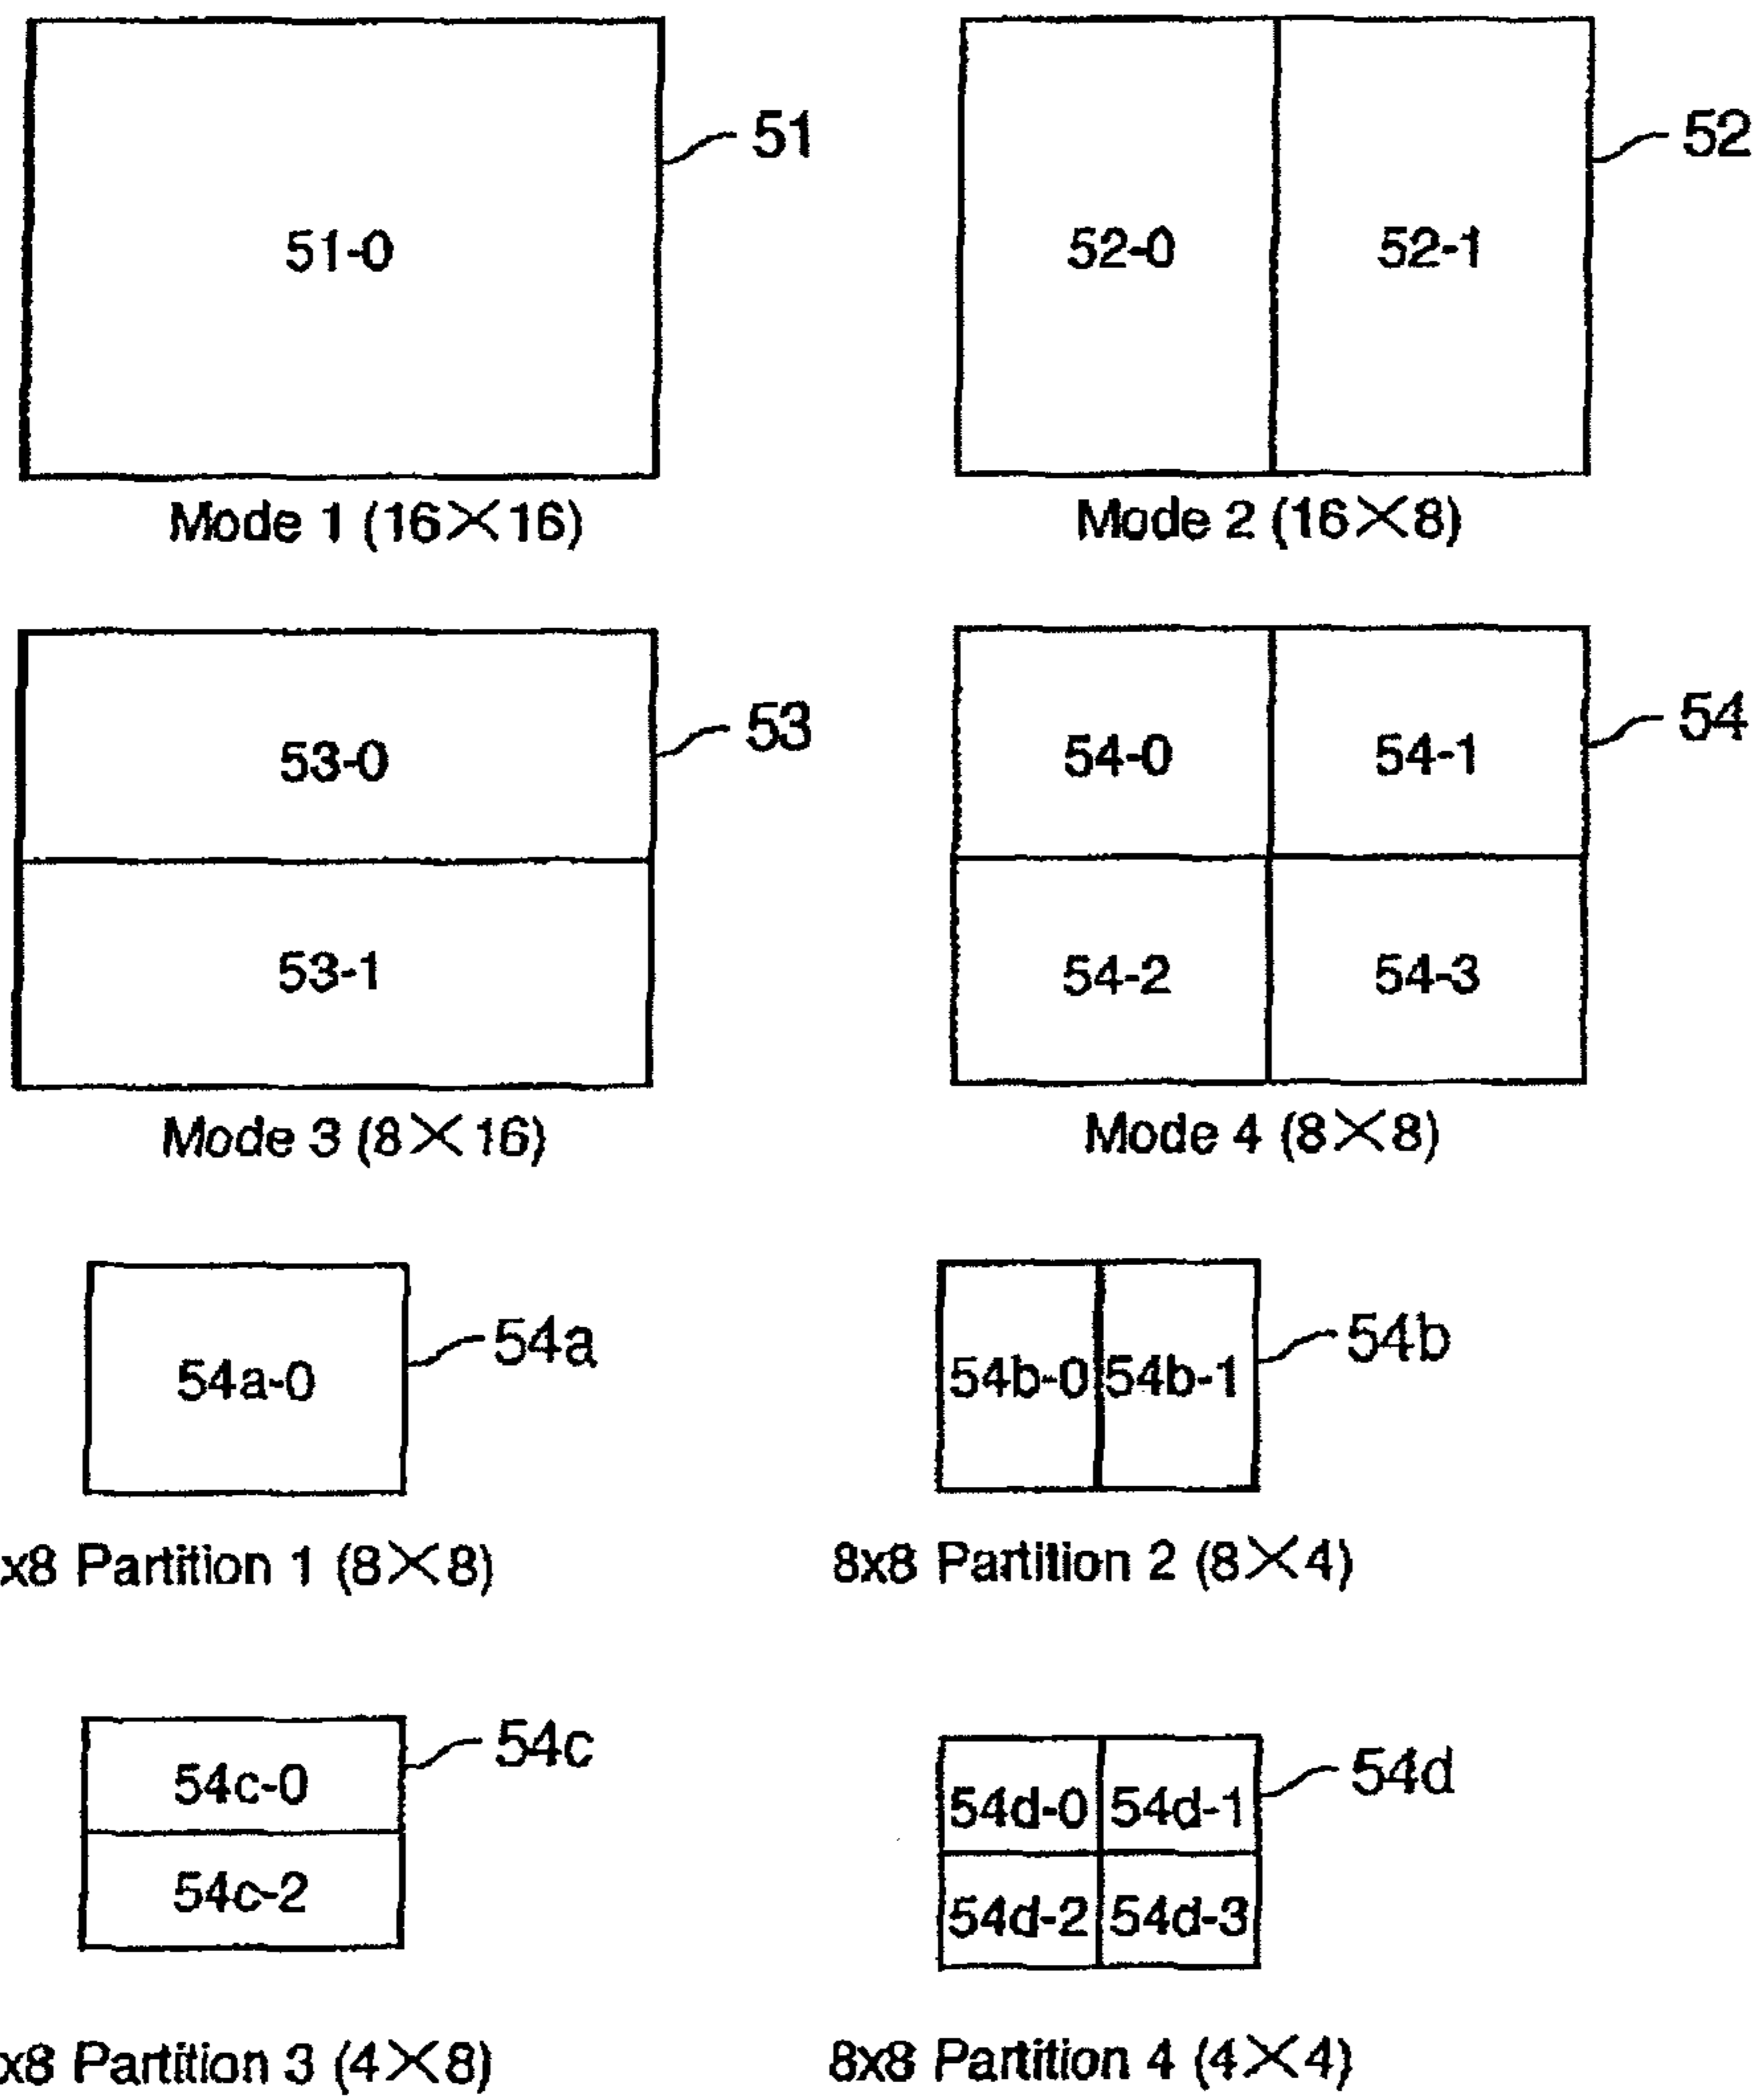 51
51-0
Mode 1 (16×16)
52
52-0 52-1
Mode 2 (16×8)
53
53-0
53-1
Mode 3 (8×16)
54
54-0 54-1
54-2 54-3
Mode 4 (8×8)
54a
54a-0
x8 Partition 1 (8×8)
54b
54b-0 54b-1
8x8 Partition 2 (8×4)
54c
54c-0
54c-2
x8 Partition 3 (4×8)
54d
54d-0 54d-1
54d-2 54d-3
8x8 Partition 4 (4×4)